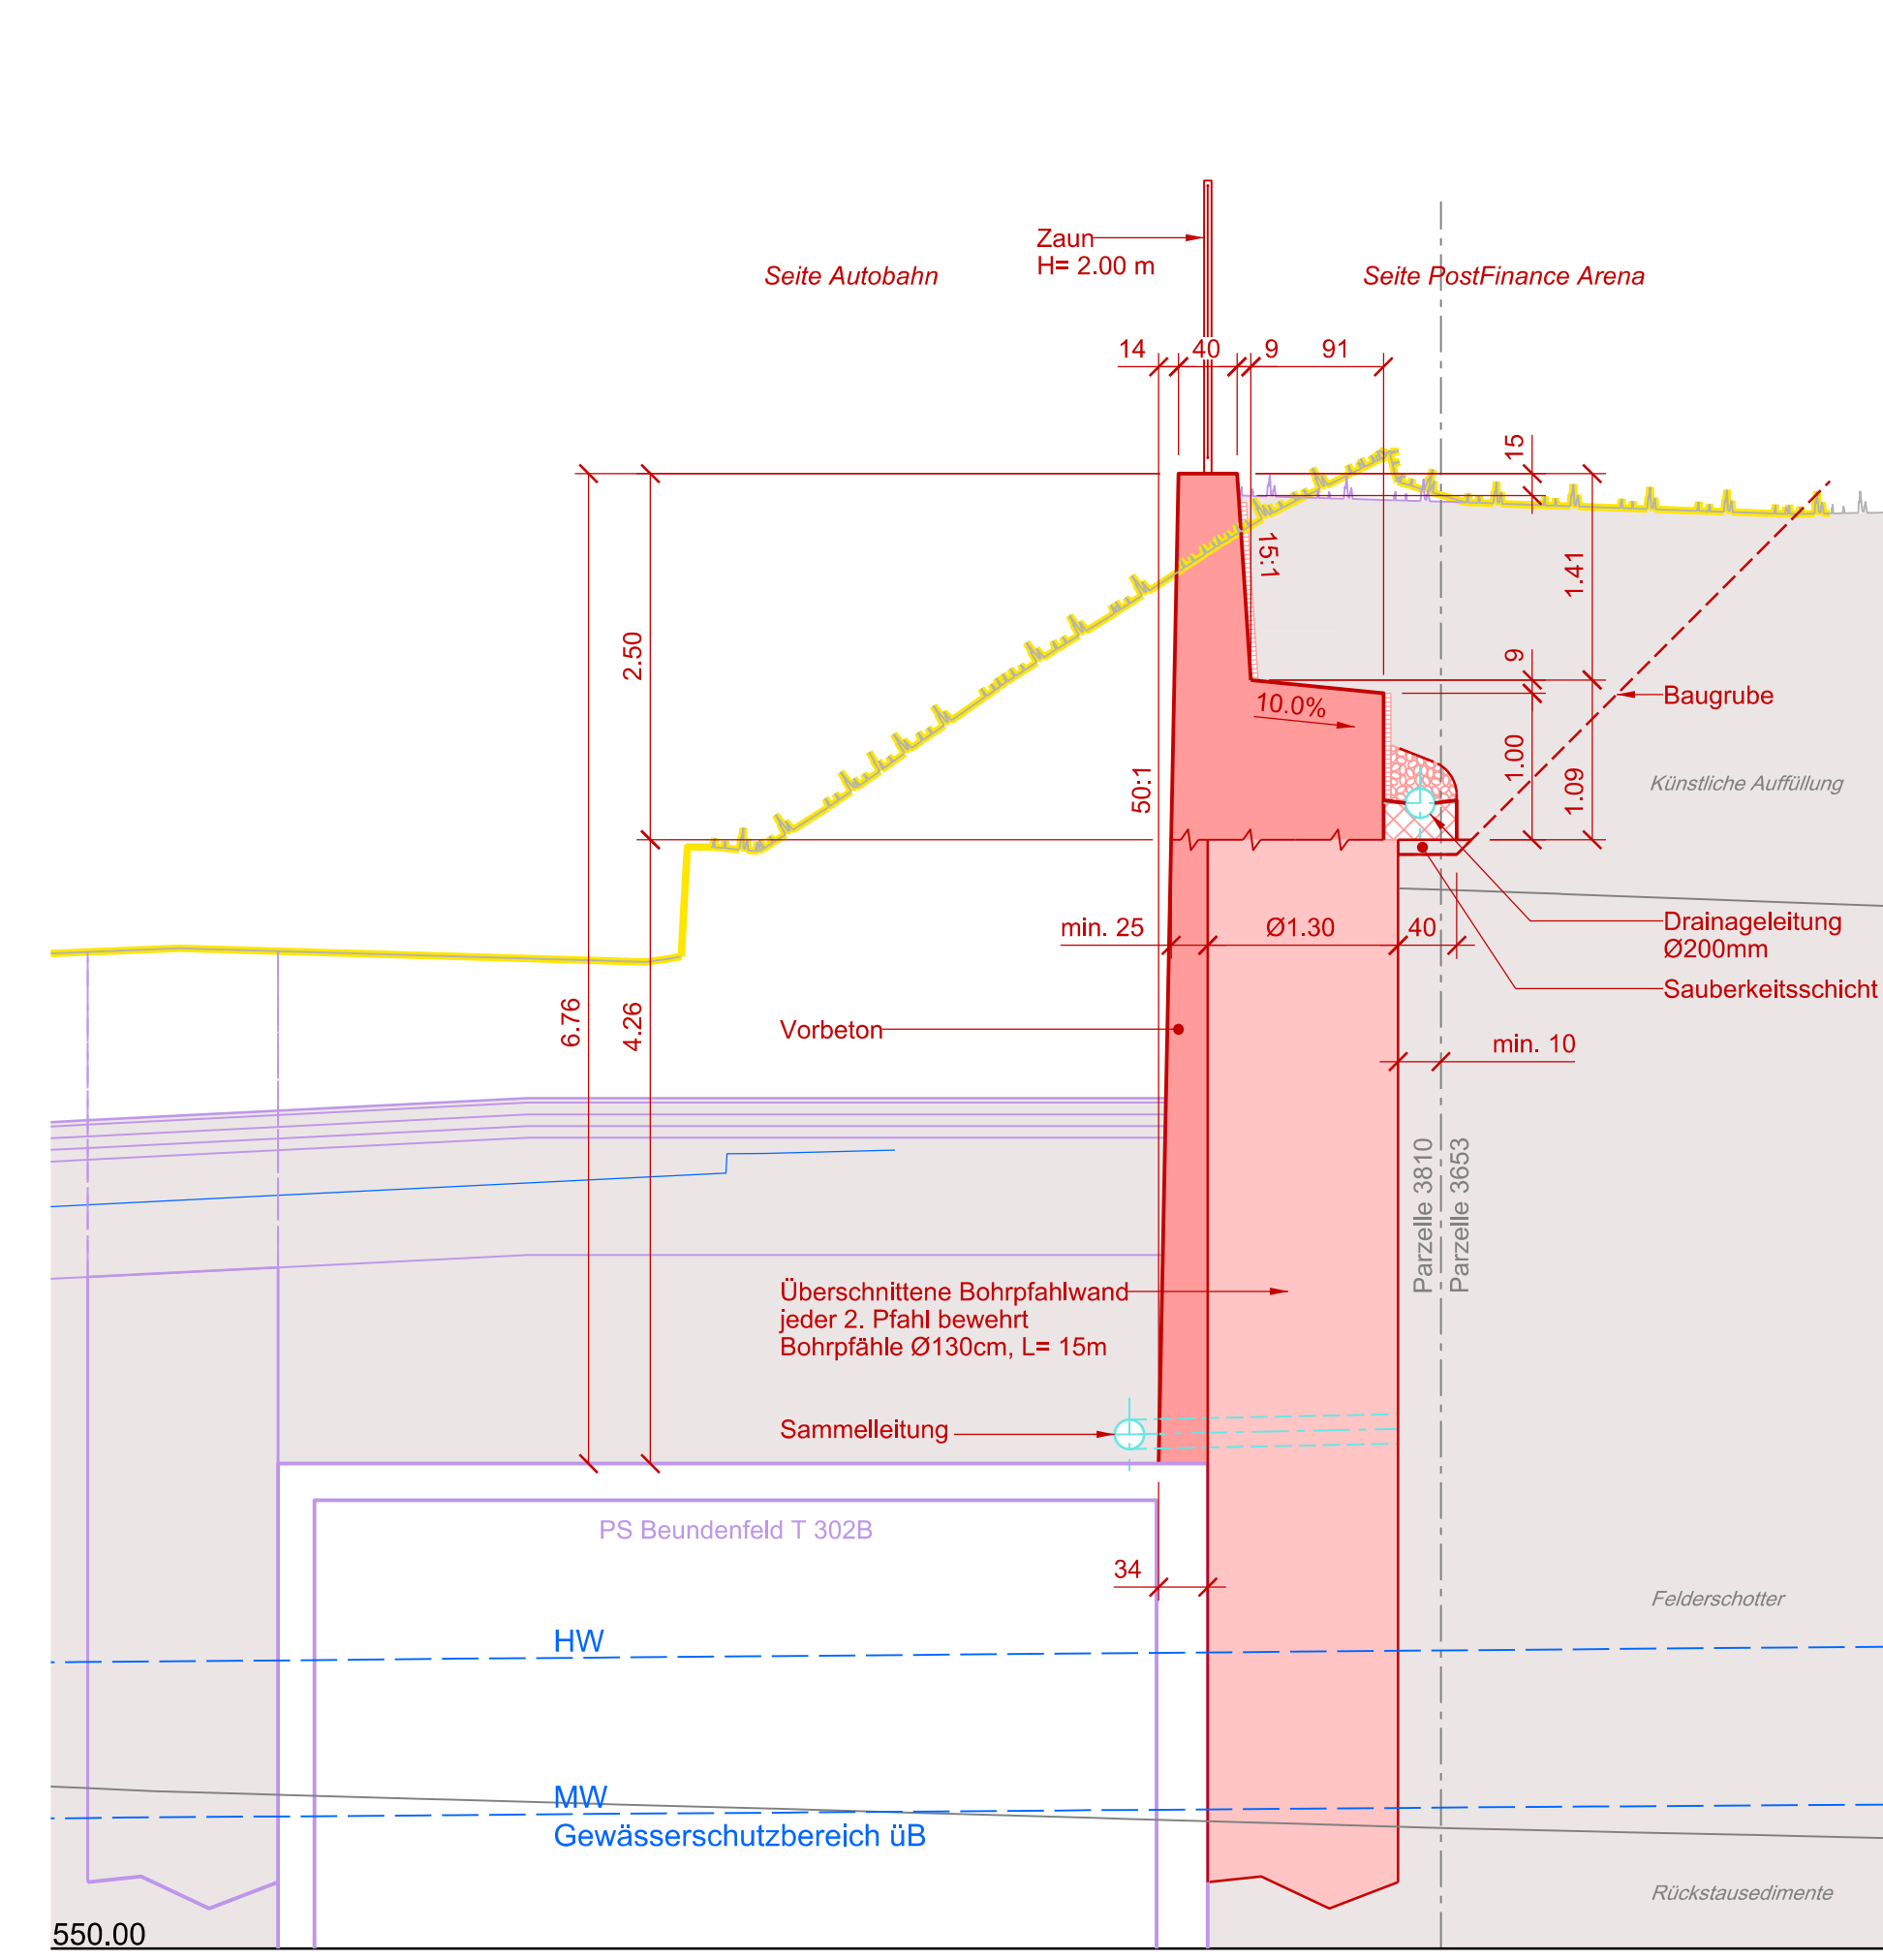 Zaun
H= 2.00 m
Seite Autobahn
Seite PostFinance Arena
14
40
9
91
15
15:1
1.41
2.50
9
10.0%
Baugrube
50:1
1.00
1.09
Künstliche Auffüllung
min. 25
Ø1.30
40
Drainageleitung
Ø200mm
Sauberkeitsschicht
6.76
4.26
Vorbeton
min. 10
Parzelle 3810
Parzelle 3653
Überschnittene Bohrpfahlwand
jeder 2. Pfahl bewehrt
Bohrpfähle Ø130cm, L= 15m
Sammelleitung
PS Beundenfeld T 302B
34
Felderschotter
HW
MW
Gewässerschutzbereich üB
Rückstausedimente
550.00